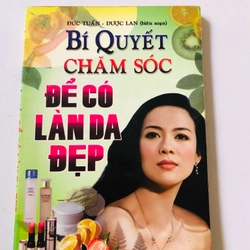 ĐỨC TUẤN - DƯỢC LAN (biên soạn)
BÍ QUYẾT
CHĂM SÓC
ĐỂ CÓ
LÀN DA
ĐẸP